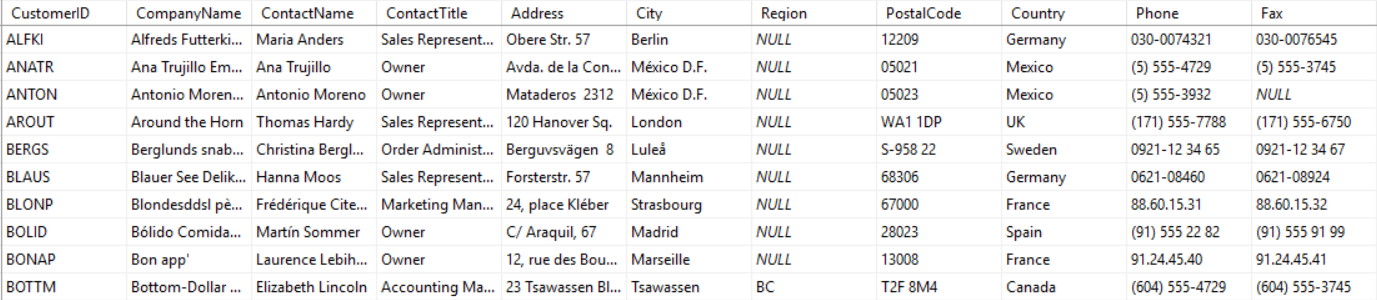 CustomerID CompanyName ContactName ContactTitle Address City Region PostalCode Country Phone Fax
ALFKI Alfreds Futterki... Maria Anders Sales Represent... Obere Str. 57 Berlin NULL 12209 Germany 030-0074321 030-0076545
ANATR Ana Trujillo Em... Ana Trujillo Owner Avda. de la Con... México D.F. NULL 05021 Mexico (5) 555-4729 (5) 555-3745
ANTON Antonio Moren... Antonio Moreno Owner Mataderos 2312 México D.F. NULL 05023 Mexico (5) 555-3932 NULL
AROUT Around the Horn Thomas Hardy Sales Represent... 120 Hanover Sq. London NULL WA1 1DP UK (171) 555-7788 (171) 555-6750
BERGS Berglunds snab... Christina Bergl... Order Administ... Berguvsvägen 8 Luleå NULL S-958 22 Sweden 0921-12 34 65 0921-12 34 67
BLAUS Blauer See Delik... Hanna Moos Sales Represent... Forsterstr. 57 Mannheim NULL 68306 Germany 0621-08460 0621-08924
BLONP Blondesddsl pè... Frédérique Cite... Marketing Man... 24, place Kléber Strasbourg NULL 67000 France 88.60.15.31 88.60.15.32
BOLID Bólido Comida... Martín Sommer Owner C/ Araquil, 67 Madrid NULL 28023 Spain (91) 555 22 82 (91) 555 91 99
BONAP Bon app' Laurence Lebih... Owner 12, rue des Bou... Marseille NULL 13008 France 91.24.45.40 91.24.45.41
BOTTM Bottom-Dollar ... Elizabeth Lincoln Accounting Ma... 23 Tsawassen Bl... Tsawassen BC T2F 8M4 Canada (604) 555-4729 (604) 555-3745